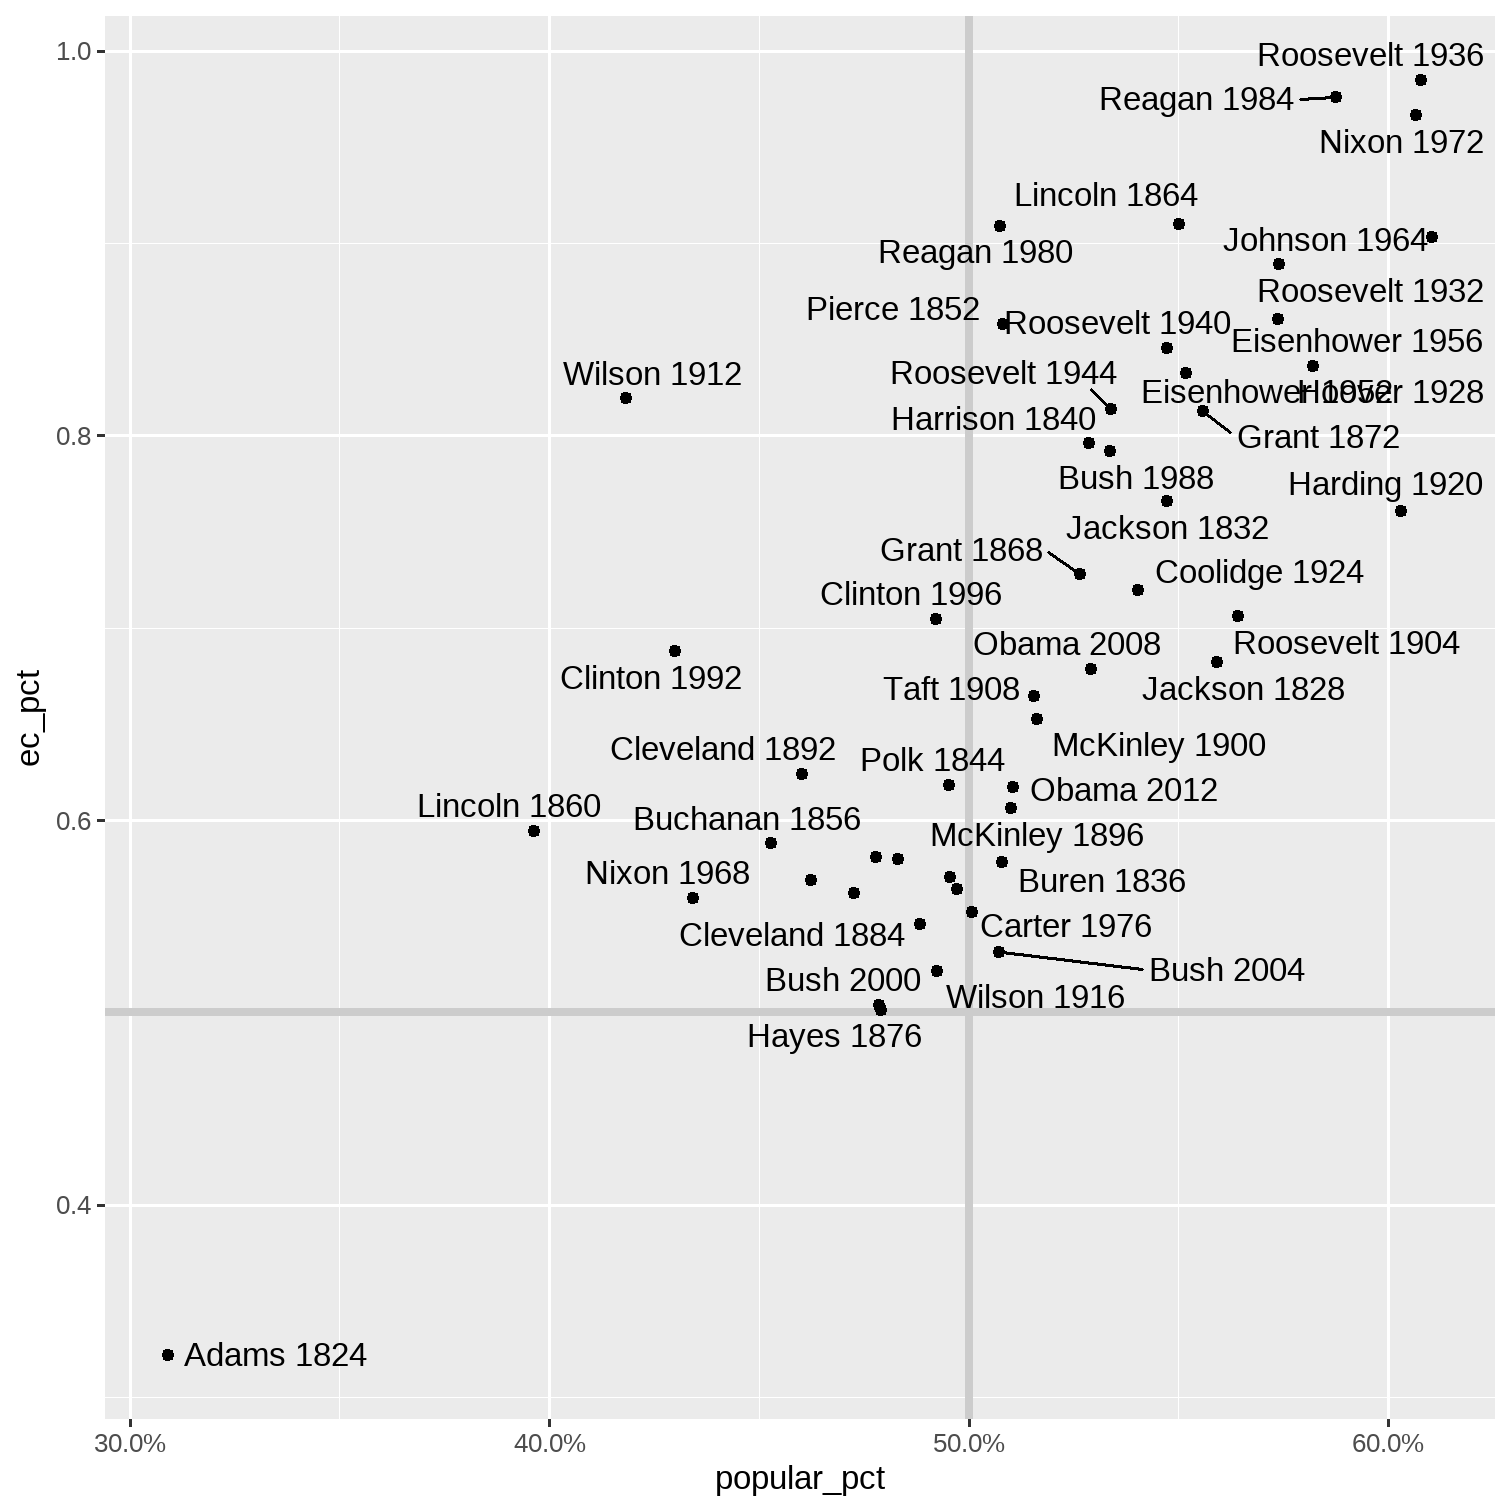 1.0
Roosevelt 1936
Reagan 1984
Nixon 1972
Lincoln 1864
Johnson 1964
Reagan 1980
Roosevelt 1932
Pierce 1852
Roosevelt 1940
Eisenhower 1956
Wilson 1912
Roosevelt 1944
Eisenhower 1952
Hoover 1928
Harrison 1840
0.8
Grant 1872
Bush 1988
Harding 1920
Jackson 1832
Grant 1868
Coolidge 1924
Clinton 1996
Obama 2008
Roosevelt 1904
Clinton 1992
Taft 1908
Jackson 1828
ec_pct
Cleveland 1892
McKinley 1900
Polk 1844
Obama 2012
Lincoln 1860
0.6
Buchanan 1856
McKinley 1896
Nixon 1968
Buren 1836
Cleveland 1884
Carter 1976
Bush 2004
Bush 2000
Wilson 1916
Hayes 1876
0.4
Adams 1824
30.0%
40.0%
50.0%
60.0%
popular_pct